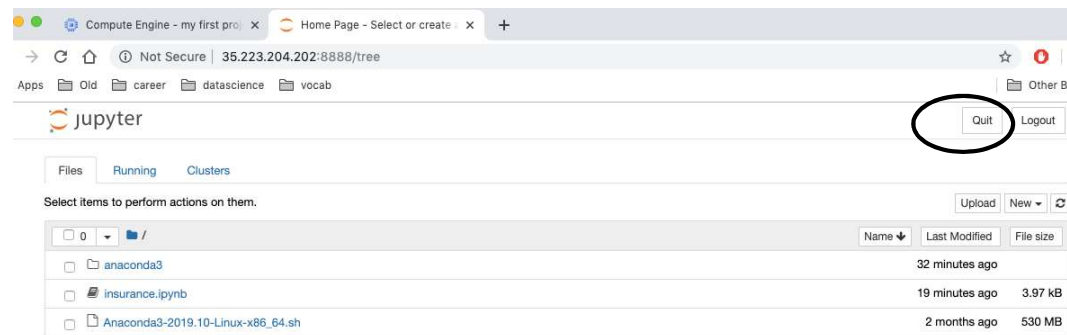 Compute Engine - my first proj Home Page - Select or create a
Not Secure | 35.223.204.202:8888/tree
Apps Old career datascience vocab Other B
jupyter Quit Logout
Files Running Clusters
Select items to perform actions on them. Upload New
0 / Name Last Modified File size
anaconda3 32 minutes ago
insurance.ipynb 19 minutes ago 3.97 kB
Anaconda3-2019.10-Linux-x86_64.sh 2 months ago 530 MB